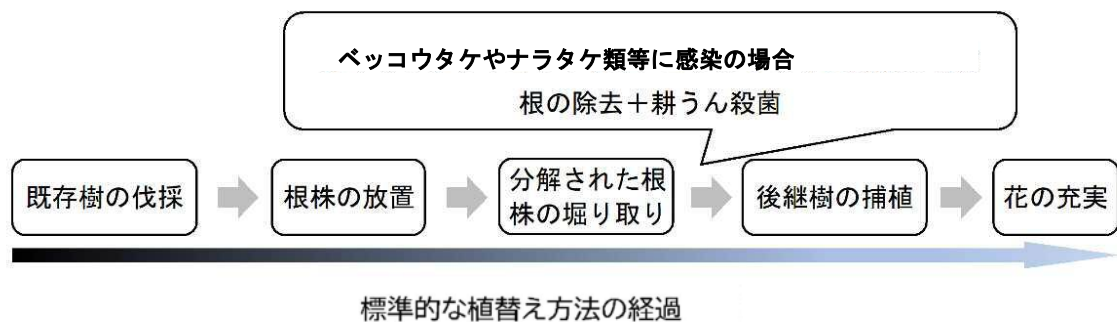 ベッコウタケやナラタケ類等に感染の場合
根の除去＋耕うん殺菌
既存樹の伐採
根株の放置
分解された根
株の堀り取り
後継樹の捕植
花の充実
標準的な植替え方法の経過